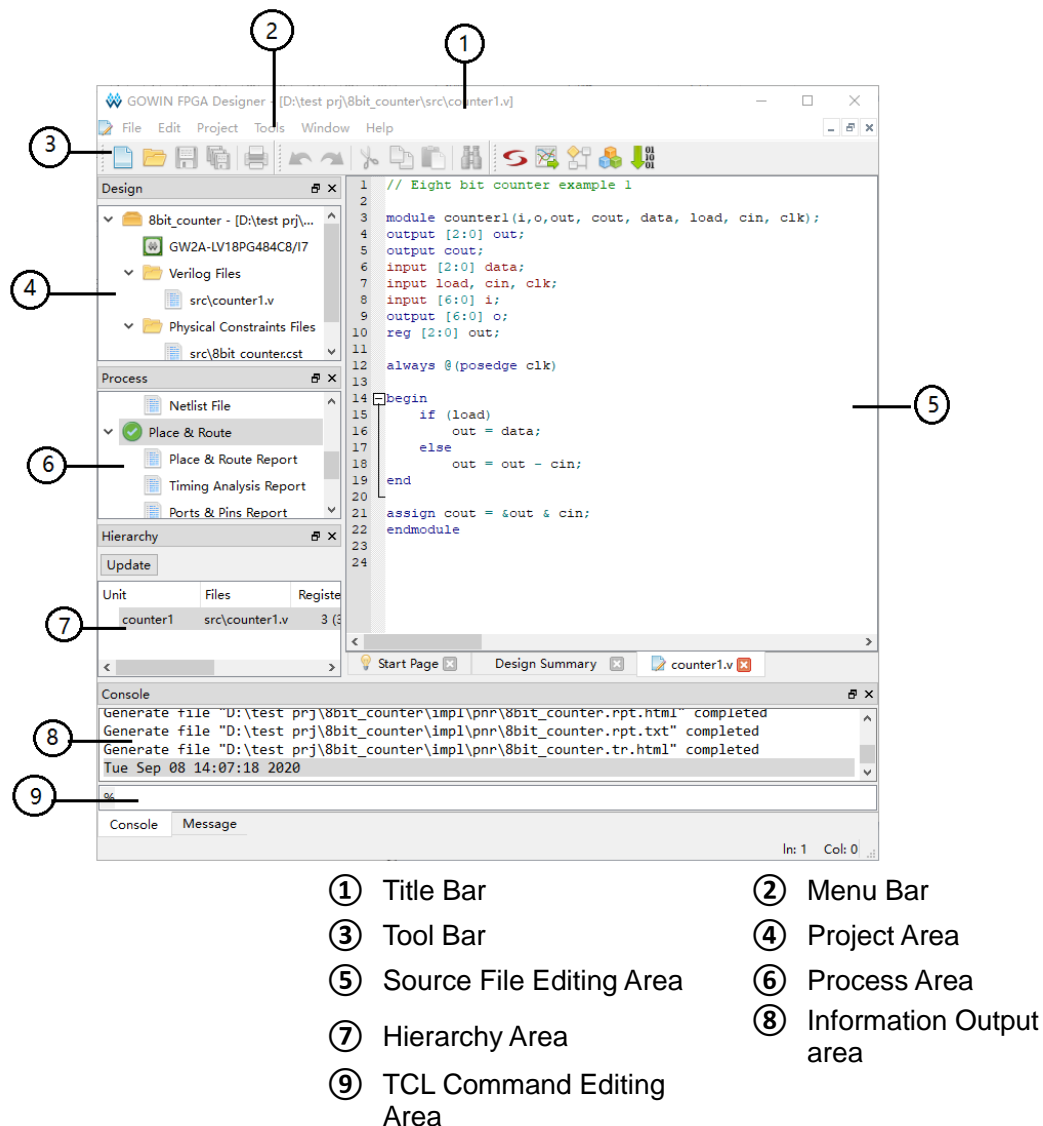 2
1
GOWIN FPGA Designer - [D:\test prj\8bit_counter\src\counter1.v]
File Edit Project Tools Window Help
3
Design
8bit_counter - [D:\test prj\...
GW2A-LV18PG484C8/I7
Verilog Files
src\counter1.v
Physical Constraints Files
src\8bit_counter.cst
4
Process
Netlist File
Place & Route
Place & Route Report
Timing Analysis Report
Ports & Pins Report
6
Hierarchy
Update
Unit Files Registe
counter1 src\counter1.v 3 (3
7
1 // Eight bit counter example 1
2
3 module counter1(i,o,out, cout, data, load, cin, clk);
4 output [2:0] out;
5 output cout;
6 input [2:0] data;
7 input load, cin, clk;
8 input [6:0] i;
9 output [6:0] o;
10 reg [2:0] out;
11
12 always @(posedge clk)
13
14 begin
15 if (load)
16 out = data;
17 else
18 out = out - cin;
19 end
20
21 assign cout = &out & cin;
22 endmodule
23
24
5
Start Page Design Summary counter1.v
Console
Generate file "D:\test prj\8bit_counter\impl\pnr\8bit_counter.rpt.html" completed
Generate file "D:\test prj\8bit_counter\impl\pnr\8bit_counter.rpt.txt" completed
Generate file "D:\test prj\8bit_counter\impl\pnr\8bit_counter.tr.html" completed
Tue Sep 08 14:07:18 2020
8
%
9
Console Message
ln: 1 Col: 0
① Title Bar ② Menu Bar
③ Tool Bar ④ Project Area
⑤ Source File Editing Area ⑥ Process Area
⑦ Hierarchy Area ⑧ Information Output
area
⑨ TCL Command Editing
Area